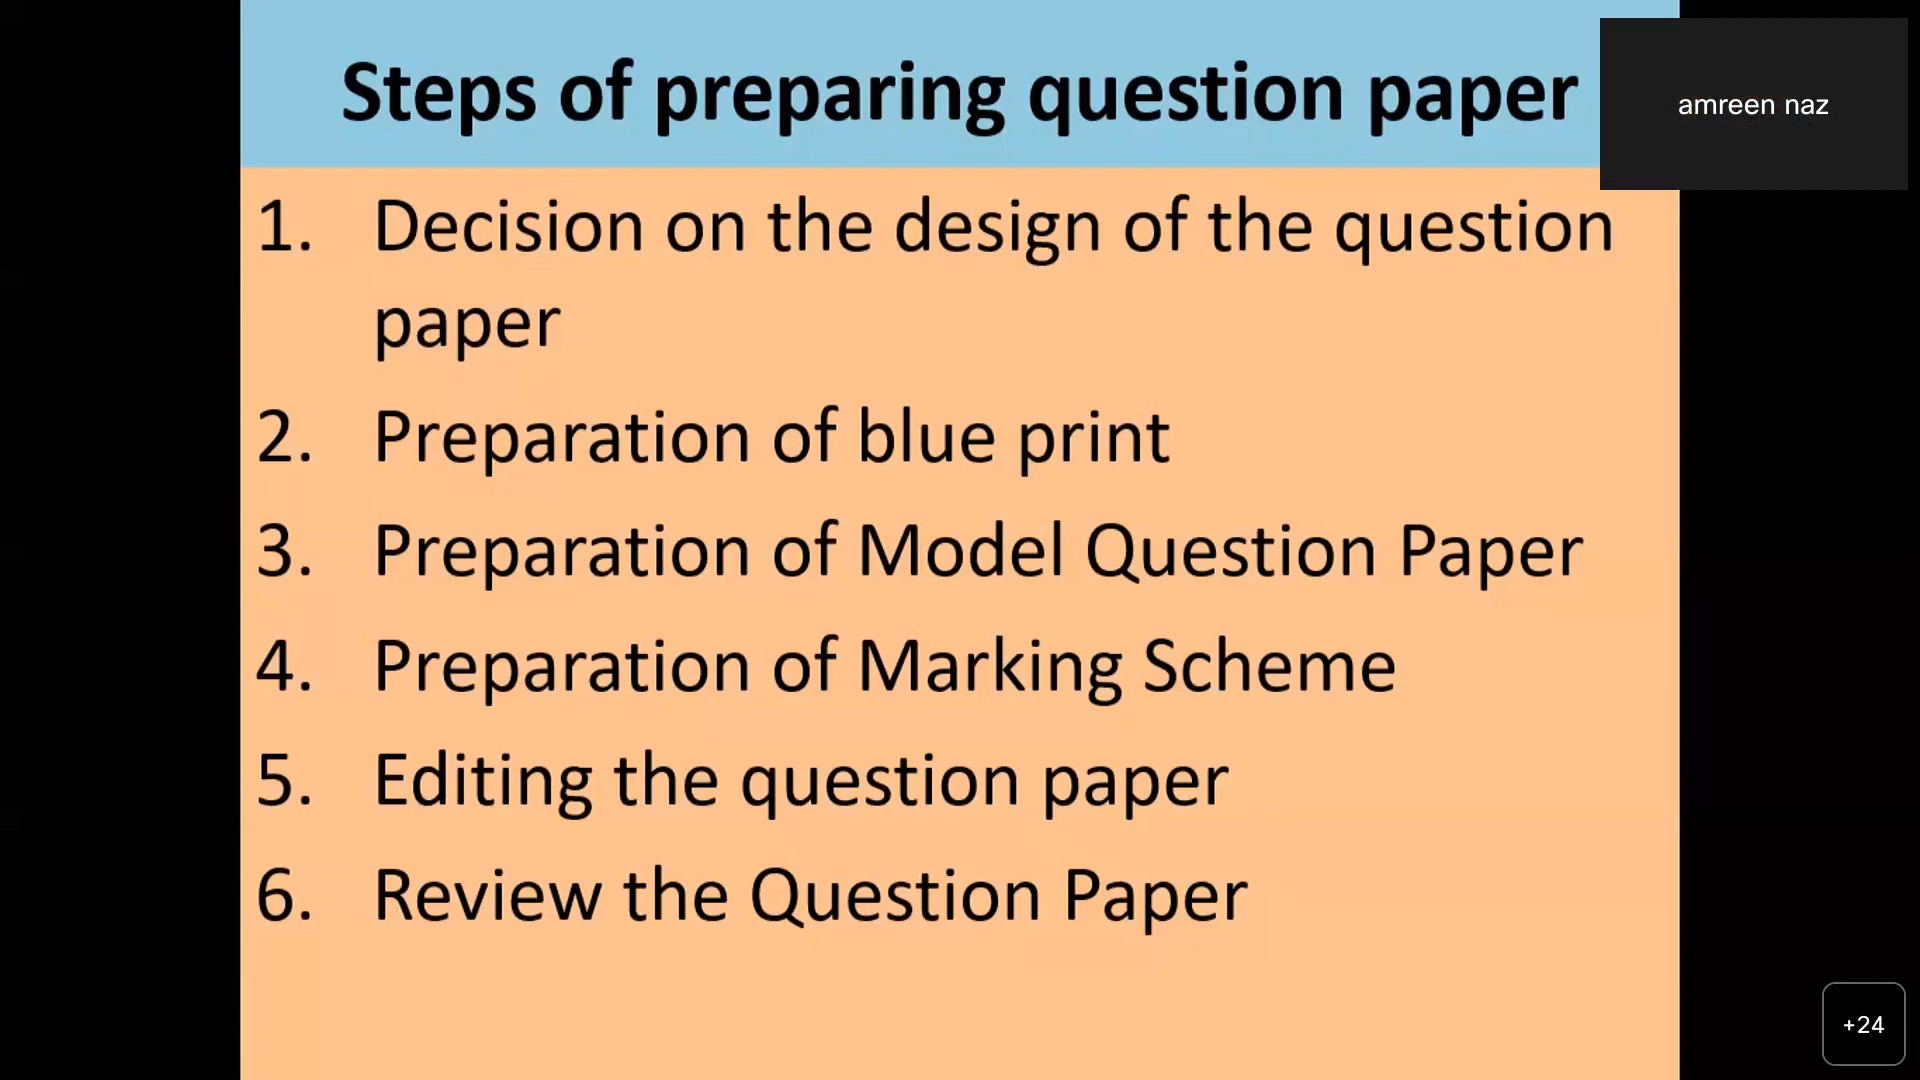 Steps of preparing question paper
amreen naz
1. Decision on the design of the question
paper
2. Preparation of blue print
3. Preparation of Model Question Paper
4. Preparation of Marking Scheme
5. Editing the question paper
6. Review the Question Paper
+24